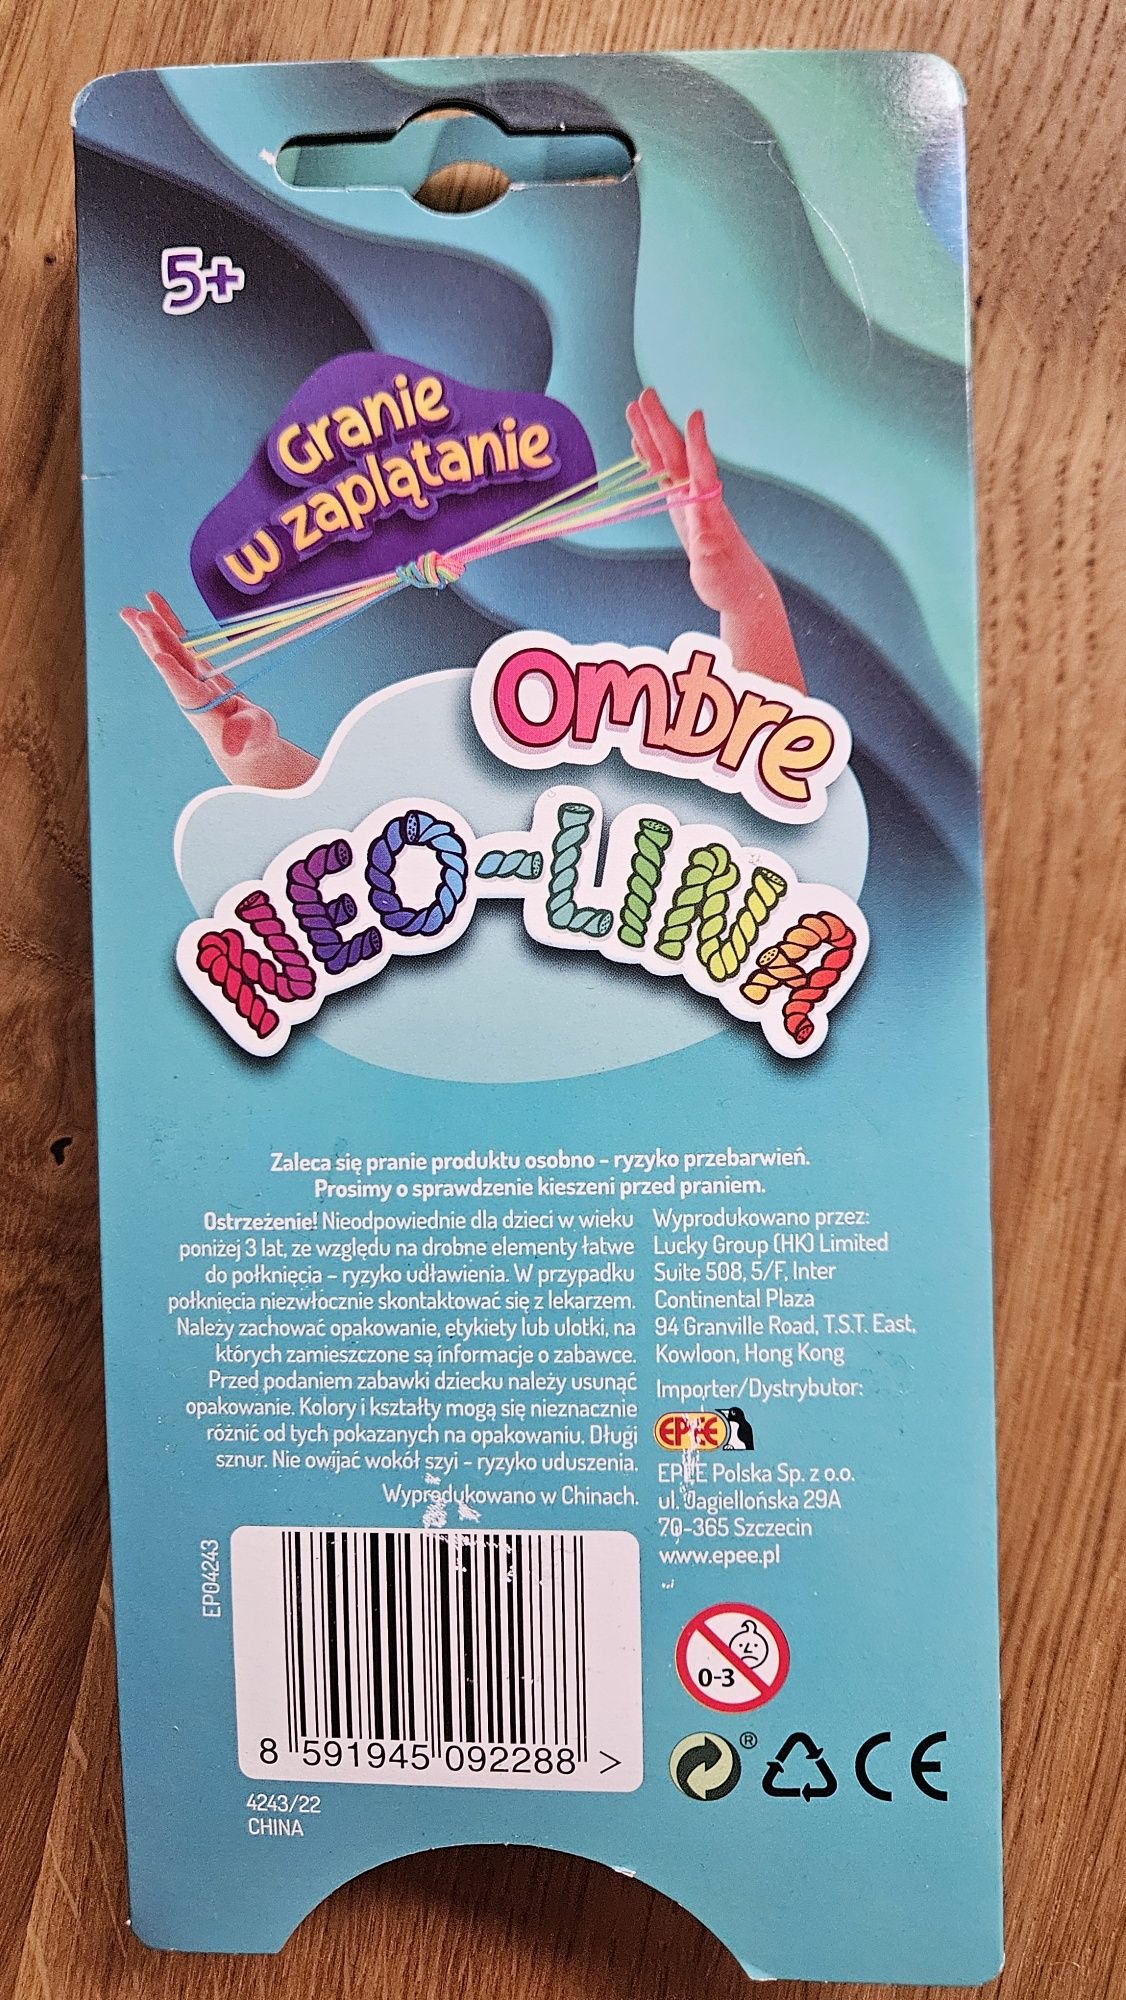 5+
Granie
w zaplątanie
Ombre
NEO-LINA
Zaleca się pranie produktu osobno – ryzyko przebarwień.
Prosimy o sprawdzenie kieszeni przed praniem.
Ostrzeżenie! Nieodpowiednie dla dzieci w wieku
poniżej 3 lat, ze względu na drobne elementy łatwe
do połknięcia – ryzyko udławienia. W przypadku
połknięcia niezwłocznie skontaktować się z lekarzem.
Należy zachować opakowanie, etykiety lub ulotki, na
których zamieszczone są informacje o zabawce.
Przed podaniem zabawki dziecku należy usunąć
opakowanie. Kolory i kształty mogą się nieznacznie
różnić od tych pokazanych na opakowaniu. Długi
sznur. Nie owijać wokół szyi – ryzyko uduszenia.
Wyprodukowano w Chinach.
Wyprodukowano przez:
Lucky Group (HK) Limited
Suite 508, 5/F, Inter
Continental Plaza
94 Granville Road, T.S.T. East,
Kowloon, Hong Kong
Importer/Dystrybutor:
EPEE
EPEE Polska Sp. z o.o.
ul. Jagiellońska 29A
70-365 Szczecin
www.epee.pl
EP04243
8 591945 092288 >
0-3
®
CE
4243/22
CHINA